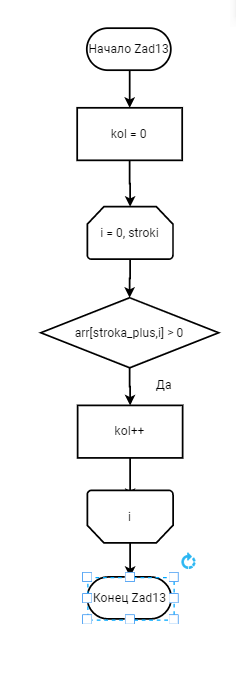 Начало Zad13
kol = 0
i = 0, stroki
arr[stroka_plus,i] > 0
Да
kol++
i
Конец Zad13